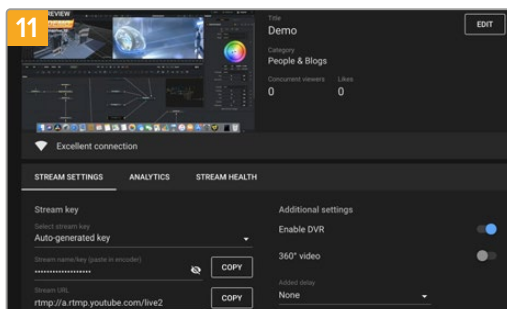 11
REVIEW
Title
Demo
EDIT
Category
People & Blogs
Concurrent viewers Likes
0 0
Excellent connection
STREAM SETTINGS ANALYTICS STREAM HEALTH
Stream key
Select stream key
Auto-generated key
Stream name/key (paste in encoder)
••••••••••••••••••• COPY
Stream URL
rtmp://a.rtmp.youtube.com/live2 COPY
Additional settings
Enable DVR
360° video
Added delay
None